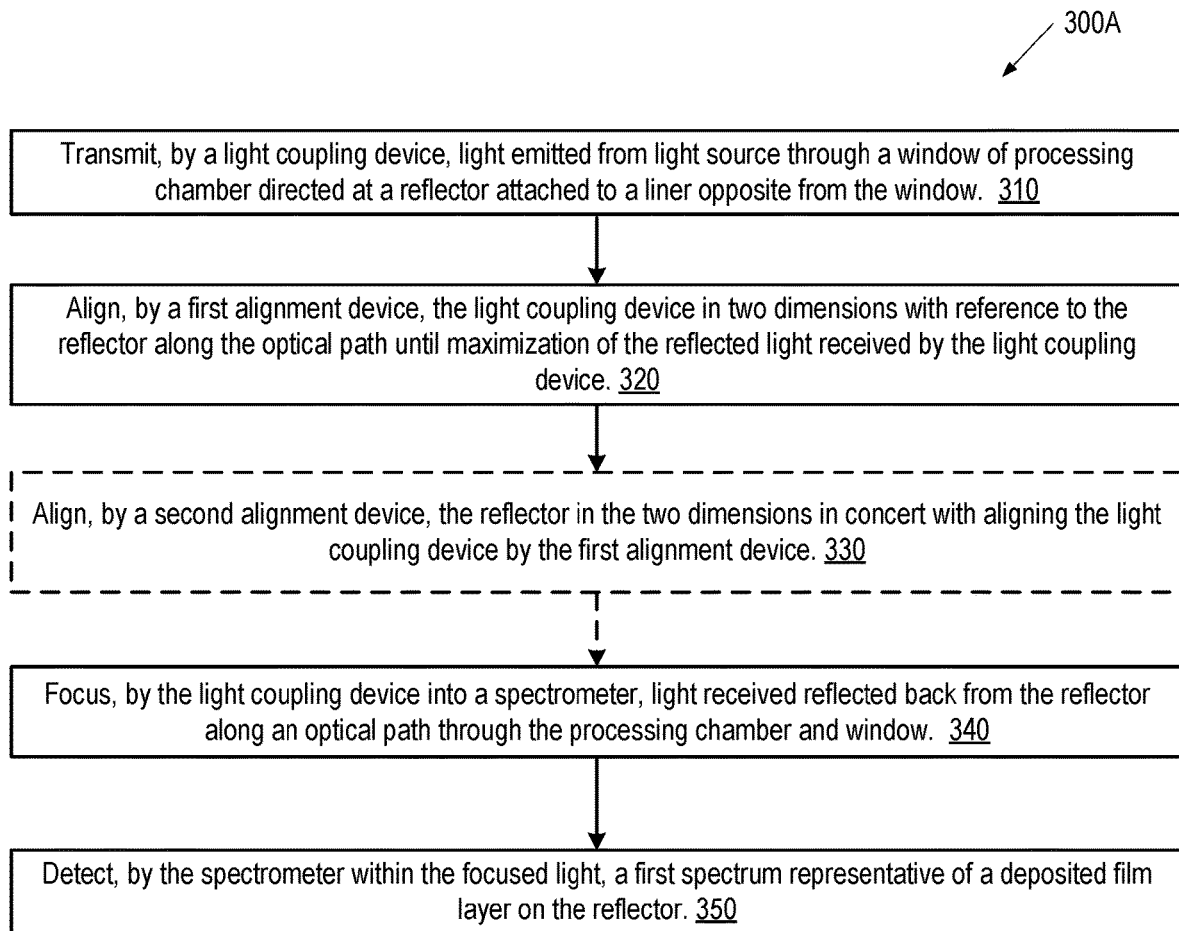 300A
Transmit, by a light coupling device, light emitted from light source through a window of processing
chamber directed at a reflector attached to a liner opposite from the window. 310
Align, by a first alignment device, the light coupling device in two dimensions with reference to the
reflector along the optical path until maximization of the reflected light received by the light coupling
device. 320
Align, by a second alignment device, the reflector in the two dimensions in concert with aligning the light
coupling device by the first alignment device. 330
Focus, by the light coupling device into a spectrometer, light received reflected back from the reflector
along an optical path through the processing chamber and window. 340
Detect, by the spectrometer within the focused light, a first spectrum representative of a deposited film
layer on the reflector. 350